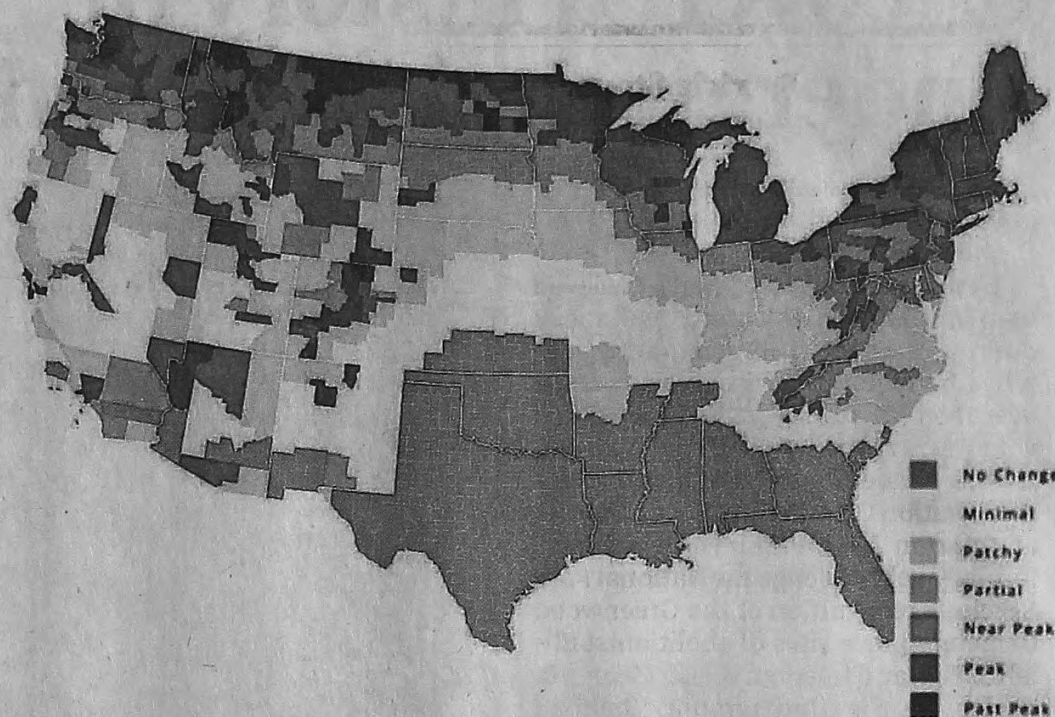 No Change
Minimal
Patchy
Partial
Near Peak
Peak
Past Peak